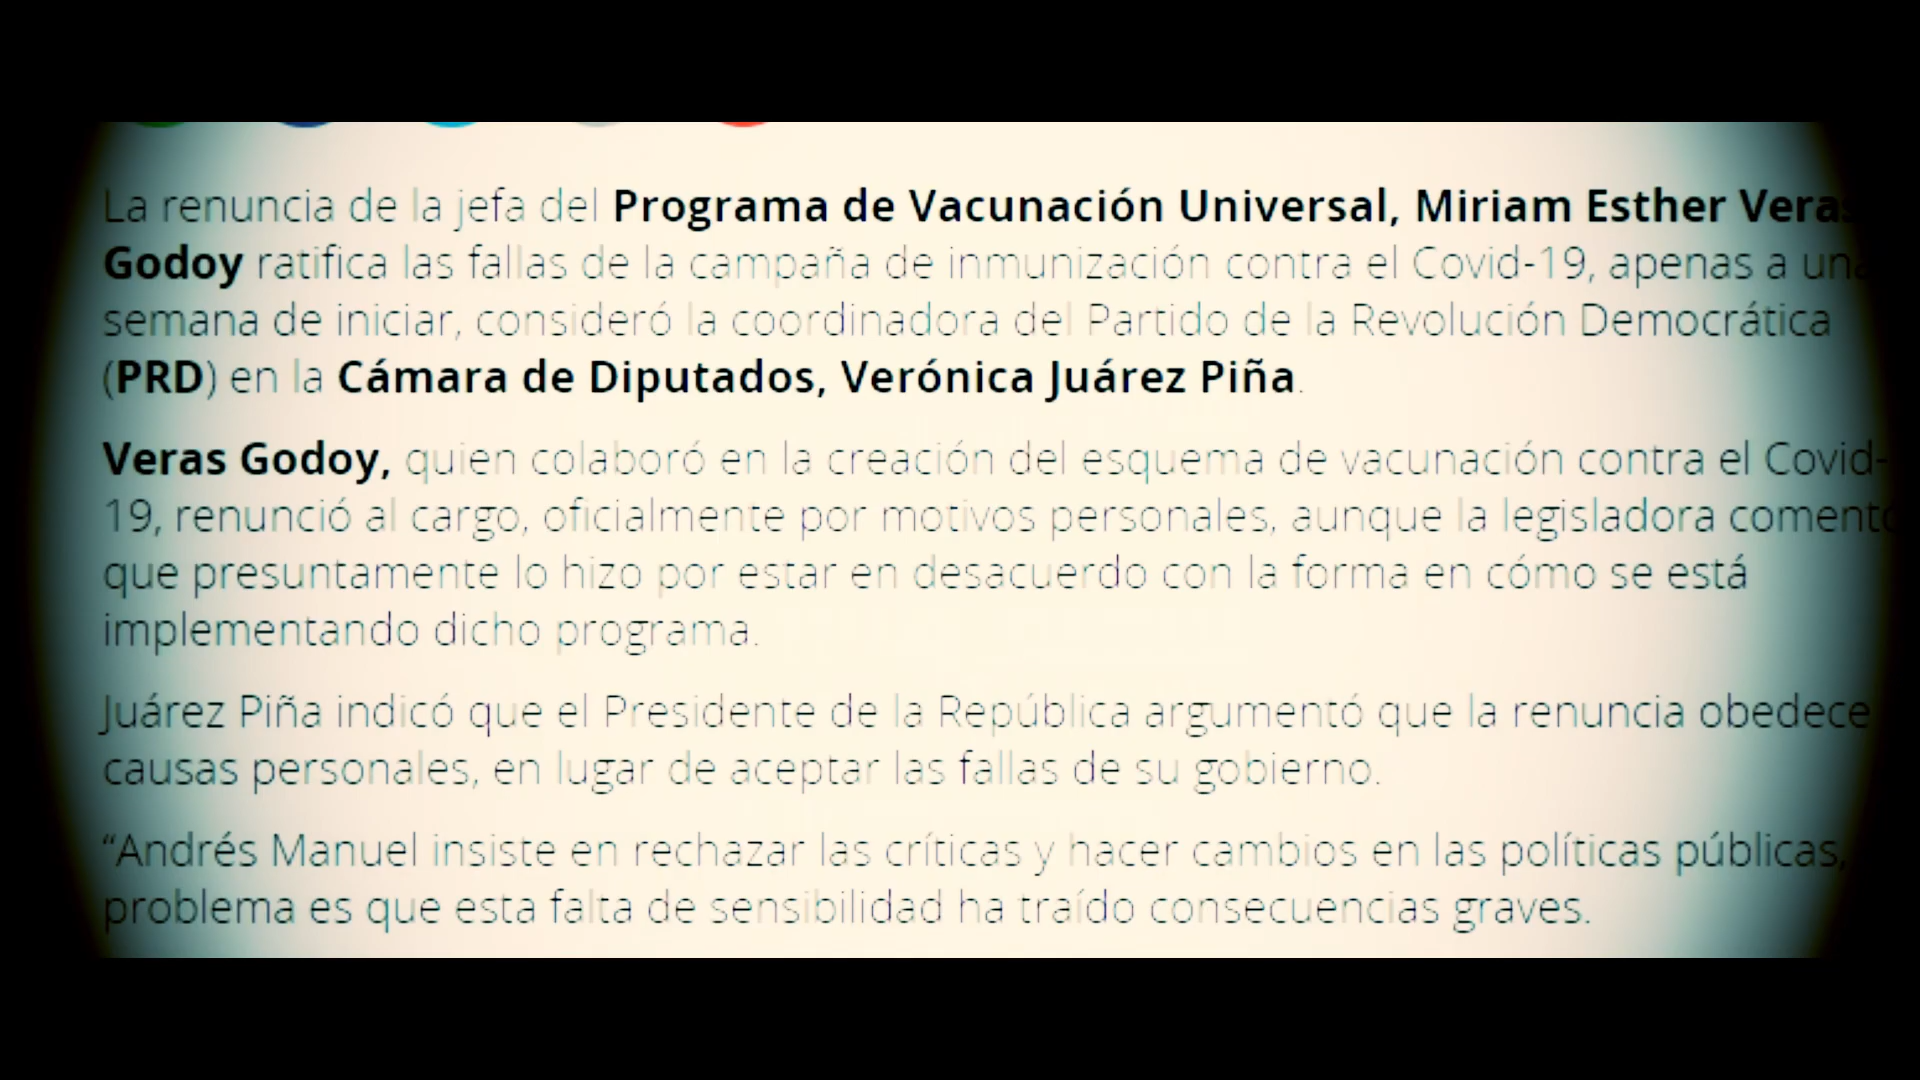 La renuncia de la jefa del Programa de Vacunación Universal, Miriam Esther Veras
Godoy ratifica las fallas de la campaña de inmunización contra el Covid-19, apenas a una
semana de iniciar, consideró la coordinadora del Partido de la Revolución Democrática
(PRD) en la Cámara de Diputados, Verónica Juárez Piña.
Veras Godoy, quien colaboró en la creación del esquema de vacunación contra el Covid-
19, renunció al cargo, oficialmente por motivos personales, aunque la legisladora comentó
que presuntamente lo hizo por estar en desacuerdo con la forma en cómo se está
implementando dicho programa.
Juárez Piña indicó que el Presidente de la República argumentó que la renuncia obedece
causas personales, en lugar de aceptar las fallas de su gobierno.
“Andrés Manuel insiste en rechazar las críticas y hacer cambios en las políticas públicas,
problema es que esta falta de sensibilidad ha traído consecuencias graves.